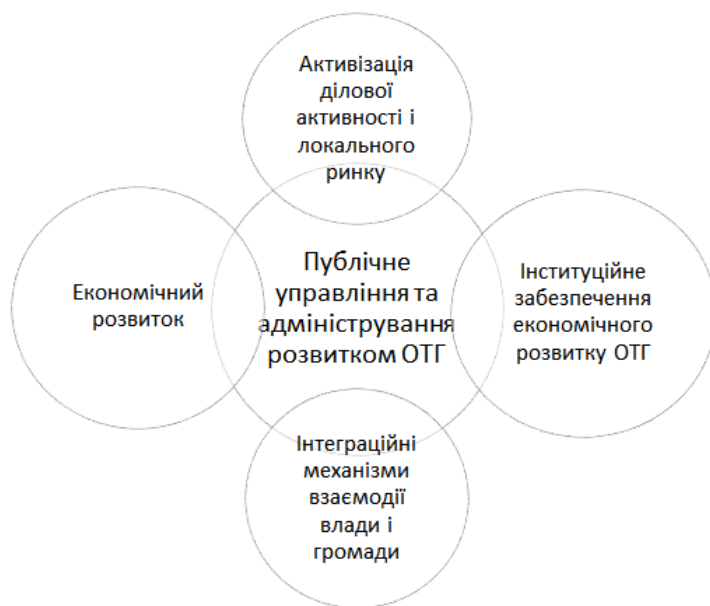 Активізація
ділової
активності і
локального
ринку
Економічний
розвиток
Публічне
управління та
адміністрування
розвитком ОТГ
Інституційне
забезпечення
економічного
розвитку ОТГ
Інтеграційні
механізми
взаємодії
влади і
громади